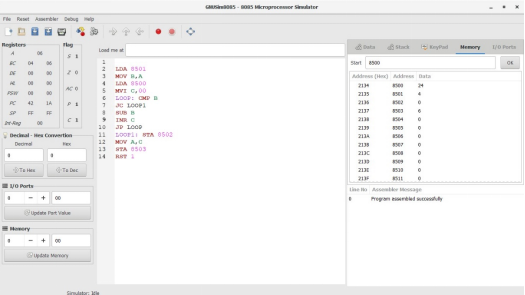 GNUSim8085 - 8085 Microprocessor Simulator
File Reset Assembler Debug Help
Registers
Flag
A 06
BC 04 06
DE 00 00
HL 00 00
PSW 00 00
PC 42 1A
SP FF FF
Int-Reg 00
S 1
Z 0
AC 0
P 1
C 1
Decimal - Hex Convertion
Decimal Hex
0 0
To Hex To Dec
I/O Ports
0 - + 00
Update Port Value
Memory
0 - + 00
Update Memory
Load me at
1
2 LDA 8501
3 MOV B,A
4 LDA 8500
5 MVI C,00
6 LOOP: CMP B
7 JC LOOP1
8 SUB B
9 INR C
10 JP LOOP
11 LOOP1: STA 8502
12 MOV A,C
13 STA 8503
14 RST 1
Data Stack KeyPad Memory I/O Ports
Start 8500 OK
Address (Hex) Address Data
2134 8500 24
2135 8501 4
2136 8502 0
2137 8503 6
2138 8504 0
2139 8505 0
213A 8506 0
213B 8507 0
213C 8508 0
213D 8509 0
213E 8510 0
213F 8511 0
Line No Assembler Message
0 Program assembled successfully
Simulator: Idle